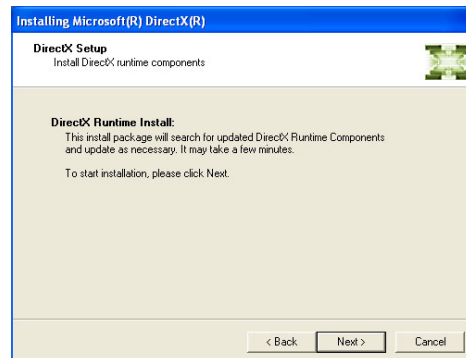 Installing Microsoft(R) DirectX(R)
DirectX Setup
Install DirectX runtime components
DirectX Runtime Install:
This install package will search for updated DirectX Runtime Components
and update as necessary. It may take a few minutes.
To start installation, please click Next.
< Back Next > Cancel